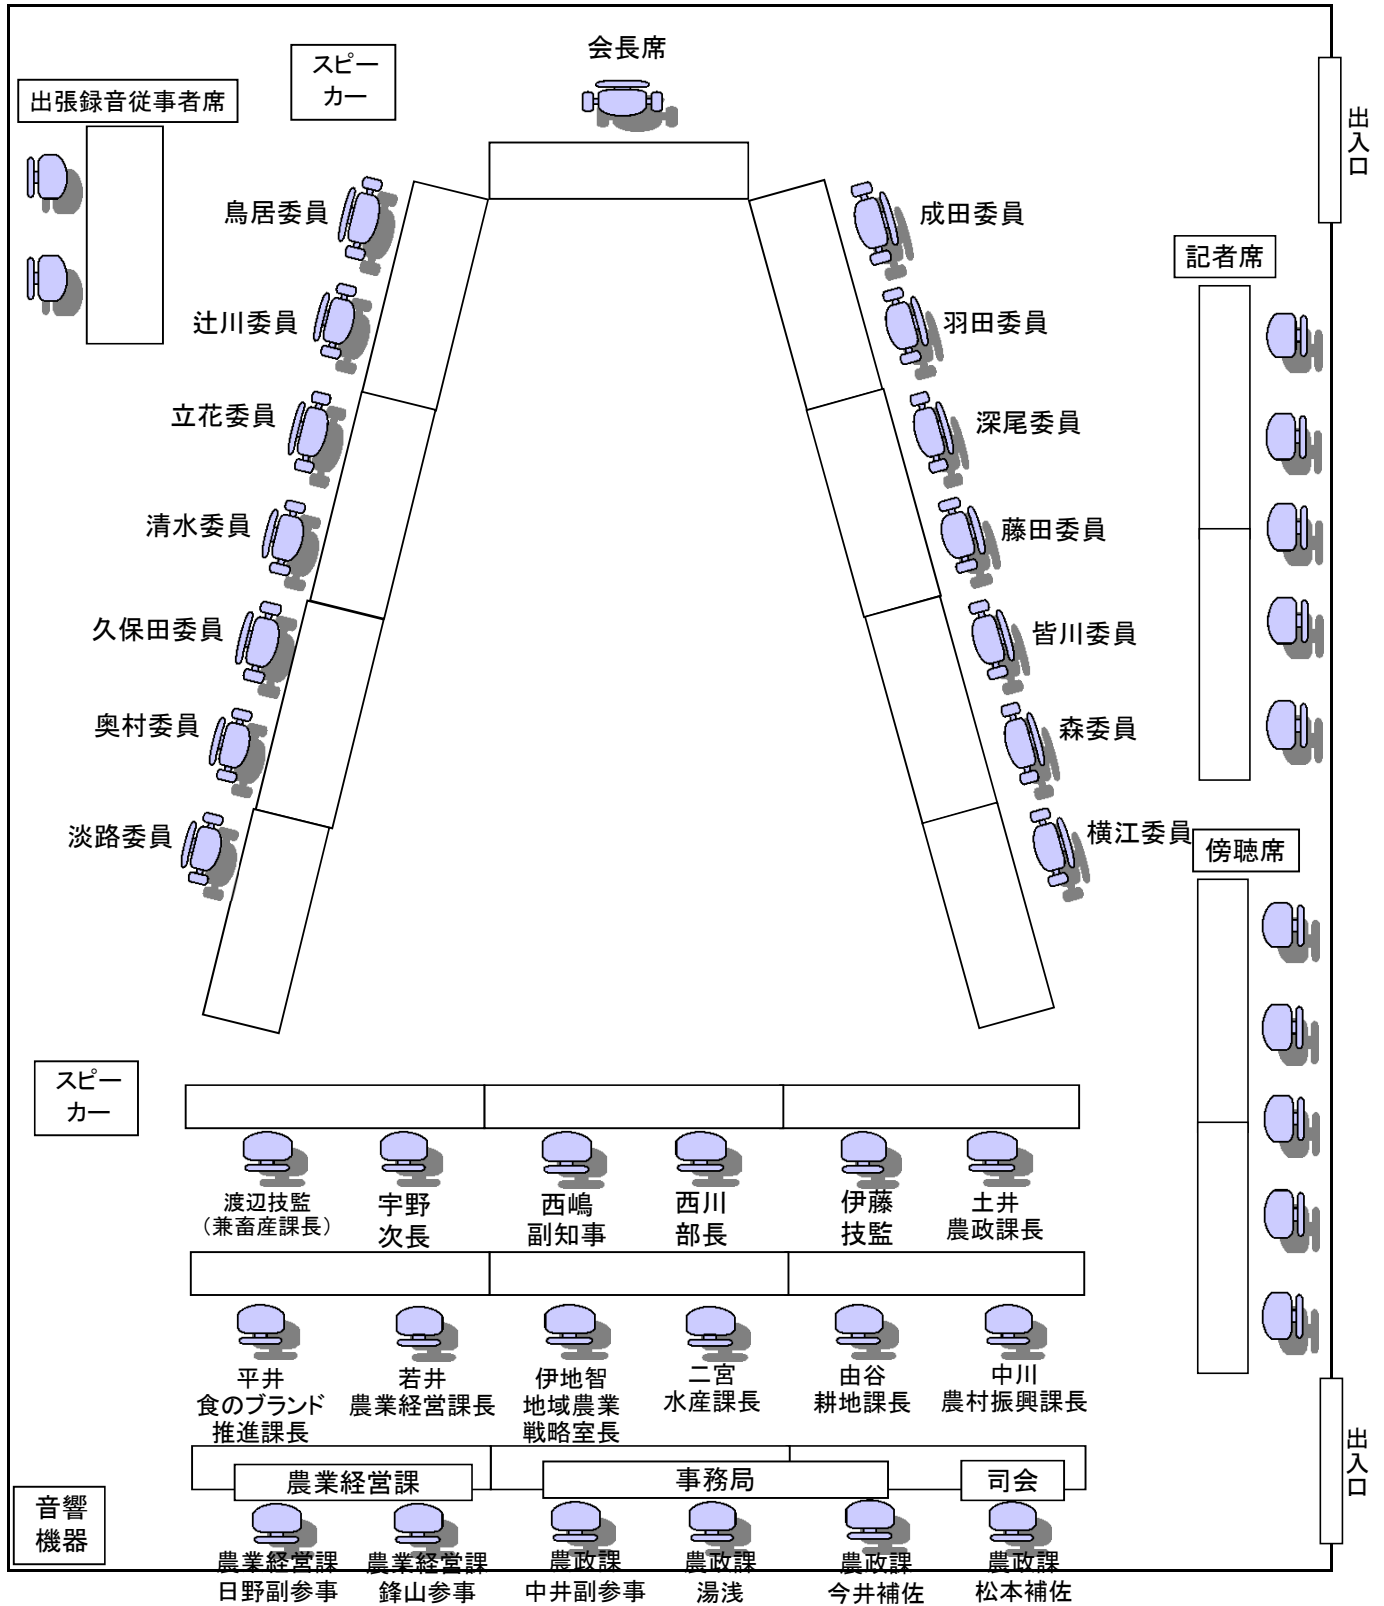 会長席
スピー
カー
出張録音従事者席
出入口
鳥居委員
成田委員
記者席
辻川委員
羽田委員
立花委員
深尾委員
清水委員
藤田委員
久保田委員
皆川委員
奥村委員
森委員
淡路委員
横江委員
傍聴席
スピー
カー
渡辺技監
（兼畜産課長）
宇野
次長
西嶋
副知事
西川
部長
伊藤
技監
土井
農政課長
平井
食のブランド
推進課長
若井
農業経営課長
伊地智
地域農業
戦略室長
二宮
水産課長
由谷
耕地課長
中川
農村振興課長
出入口
農業経営課
事務局
司会
音響
機器
農業経営課
日野副参事
農業経営課
鋒山参事
農政課
中井副参事
農政課
湯浅
農政課
今井補佐
農政課
松本補佐